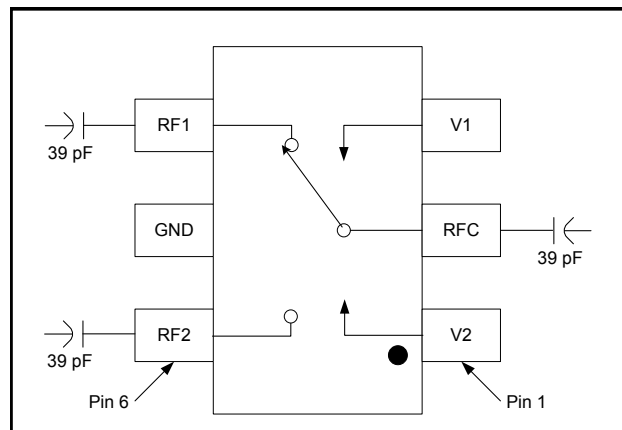 RF1
V1
39 pF
GND
RFC
39 pF
RF2
V2
39 pF
Pin 6
Pin 1